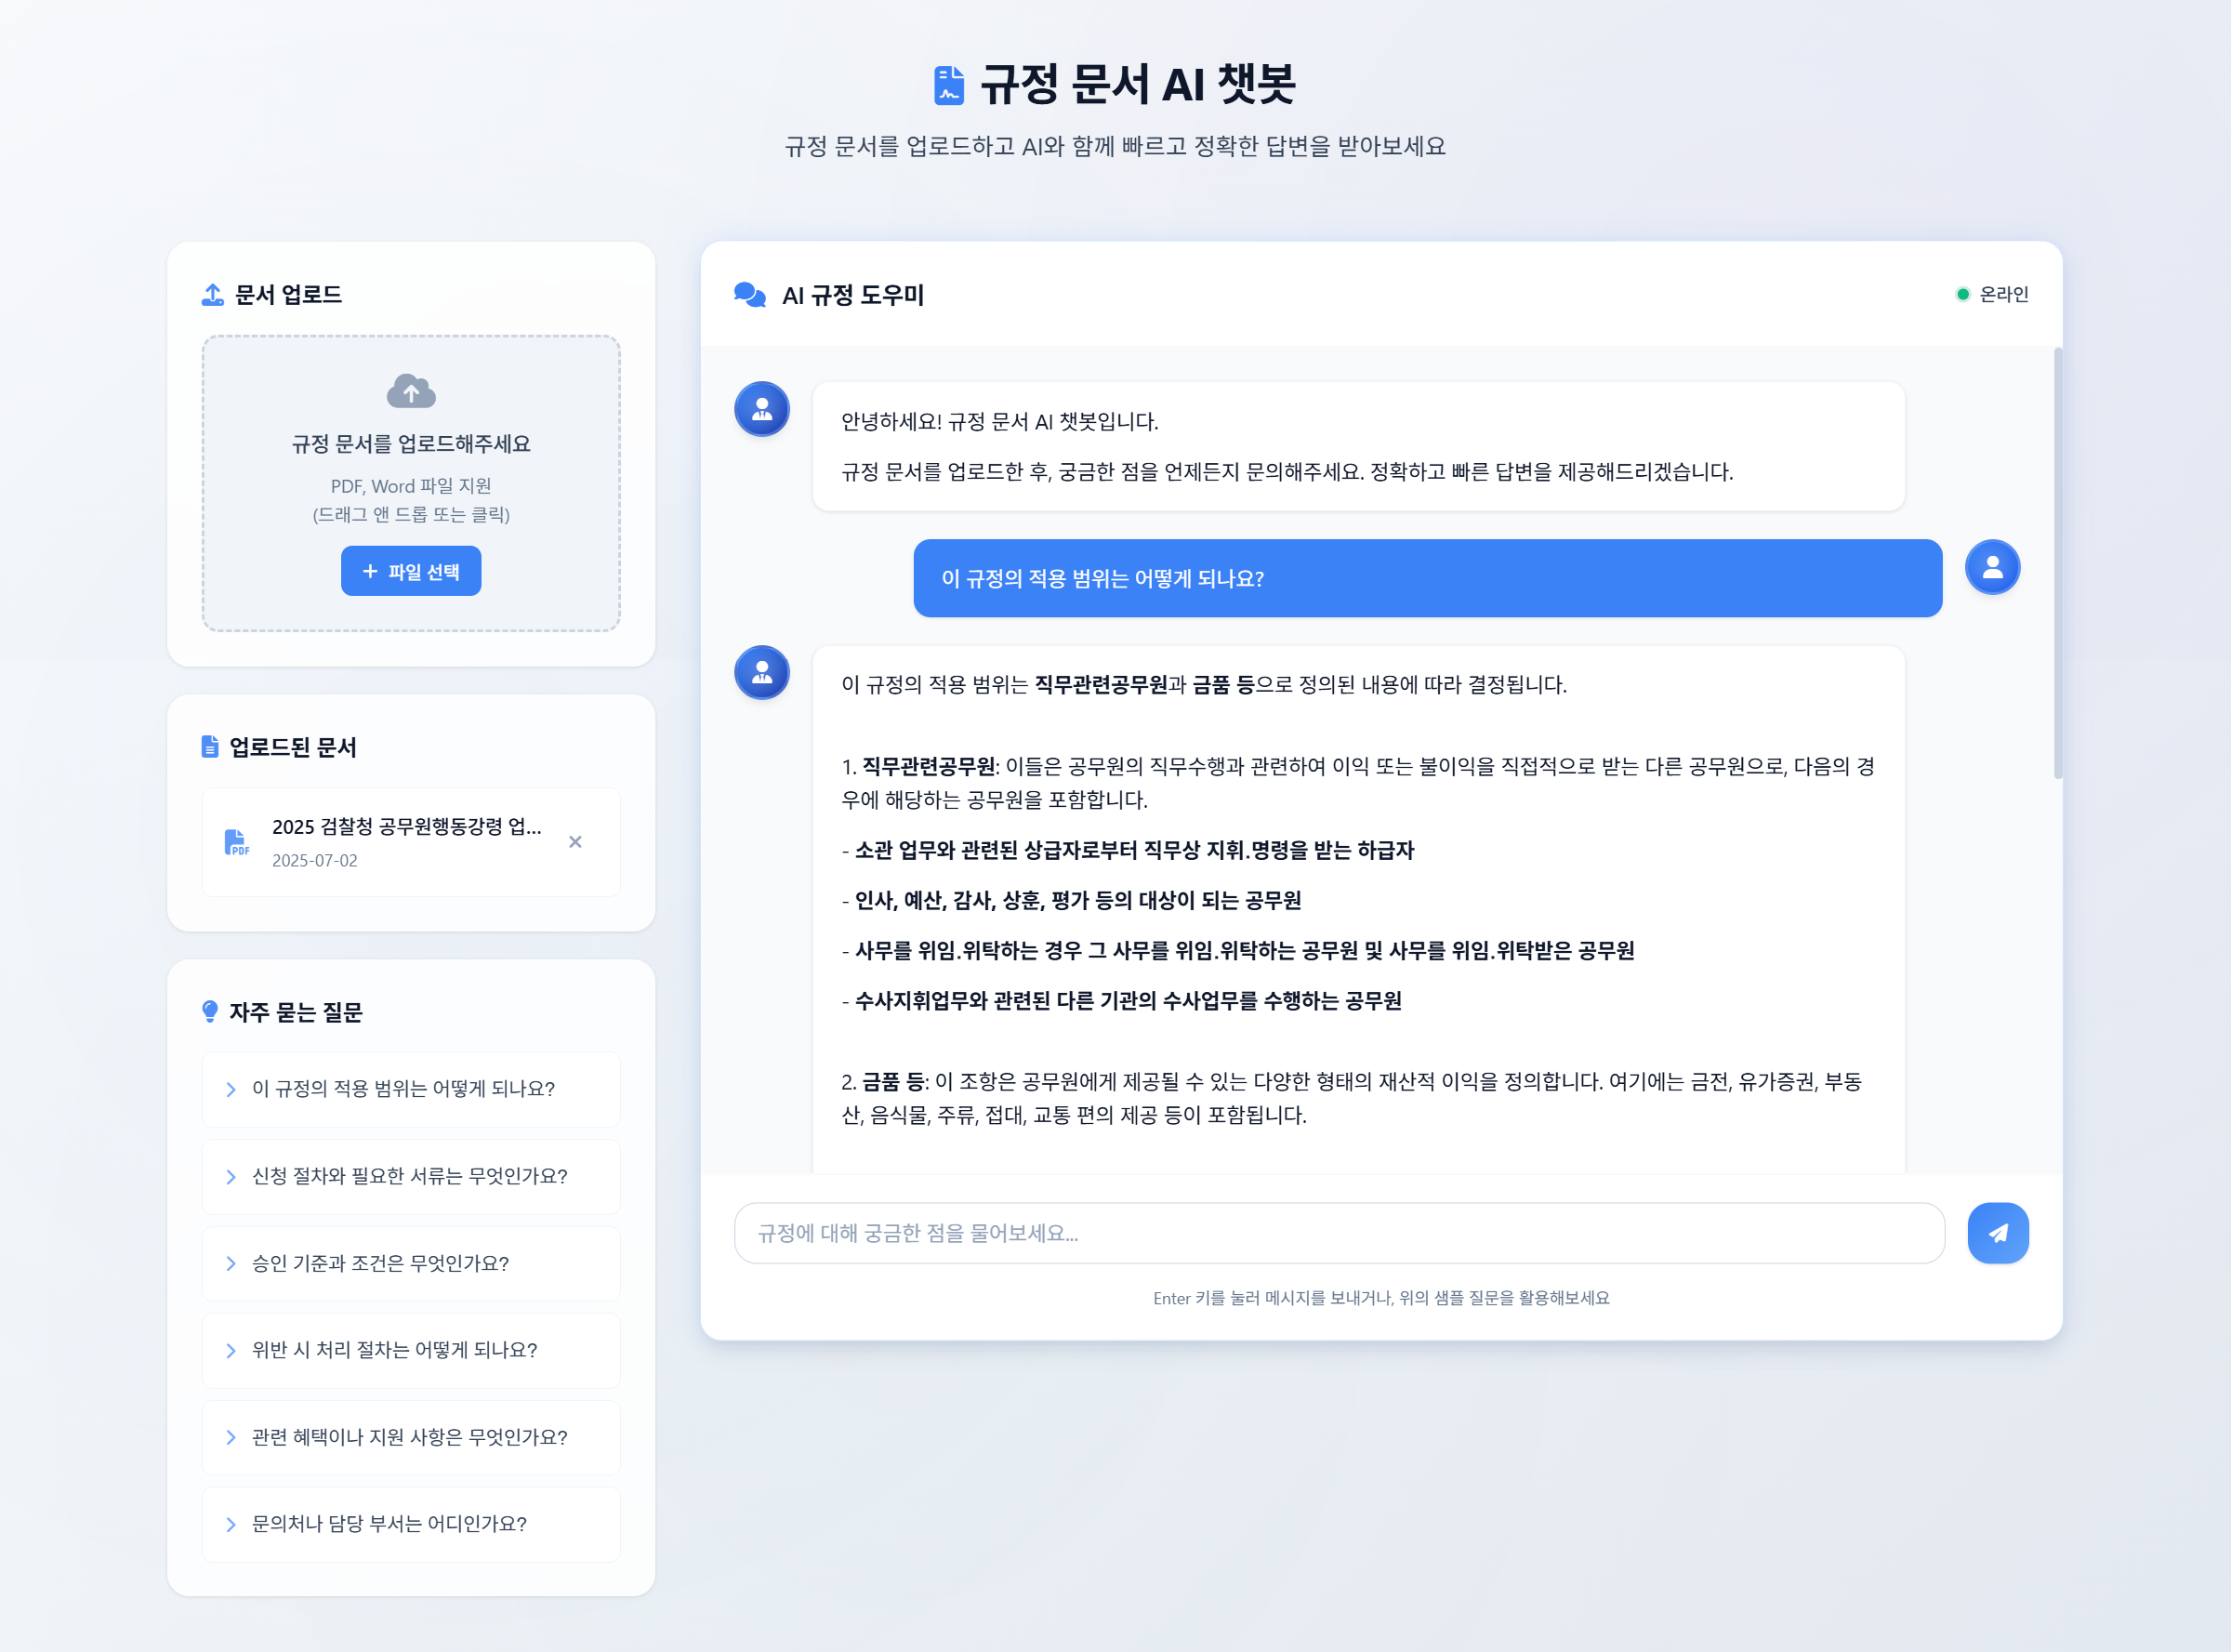 규정 문서 AI 챗봇
규정 문서를 업로드하고 AI와 함께 빠르고 정확한 답변을 받아보세요
문서 업로드
규정 문서를 업로드해주세요
PDF, Word 파일 지원
(드래그 앤 드롭 또는 클릭)
파일 선택
업로드된 문서
PDF
2025 검찰청 공무원행동강령 업...
2025-07-02
자주 묻는 질문
이 규정의 적용 범위는 어떻게 되나요?
신청 절차와 필요한 서류는 무엇인가요?
승인 기준과 조건은 무엇인가요?
위반 시 처리 절차는 어떻게 되나요?
관련 혜택이나 지원 사항은 무엇인가요?
문의처나 담당 부서는 어디인가요?
AI 규정 도우미
온라인
안녕하세요! 규정 문서 AI 챗봇입니다.
규정 문서를 업로드한 후, 궁금한 점을 언제든지 문의해주세요. 정확하고 빠른 답변을 제공해드리겠습니다.
이 규정의 적용 범위는 어떻게 되나요?
이 규정의 적용 범위는 직무관련공무원과 금품 등으로 정의된 내용에 따라 결정됩니다.
1. 직무관련공무원: 이들은 공무원의 직무수행과 관련하여 이익 또는 불이익을 직접적으로 받는 다른 공무원으로, 다음의 경
우에 해당하는 공무원을 포함합니다.
- 소관 업무와 관련된 상급자로부터 직무상 지휘.명령을 받는 하급자
- 인사, 예산, 감사, 상훈, 평가 등의 대상이 되는 공무원
- 사무를 위임.위탁하는 경우 그 사무를 위임.위탁하는 공무원 및 사무를 위임.위탁받은 공무원
- 수사지휘업무와 관련된 다른 기관의 수사업무를 수행하는 공무원
2. 금품 등: 이 조항은 공무원에게 제공될 수 있는 다양한 형태의 재산적 이익을 정의합니다. 여기에는 금전, 유가증권, 부동
산, 음식물, 주류, 접대, 교통 편의 제공 등이 포함됩니다.
규정에 대해 궁금한 점을 물어보세요...
Enter 키를 눌러 메시지를 보내거나, 위의 샘플 질문을 활용해보세요